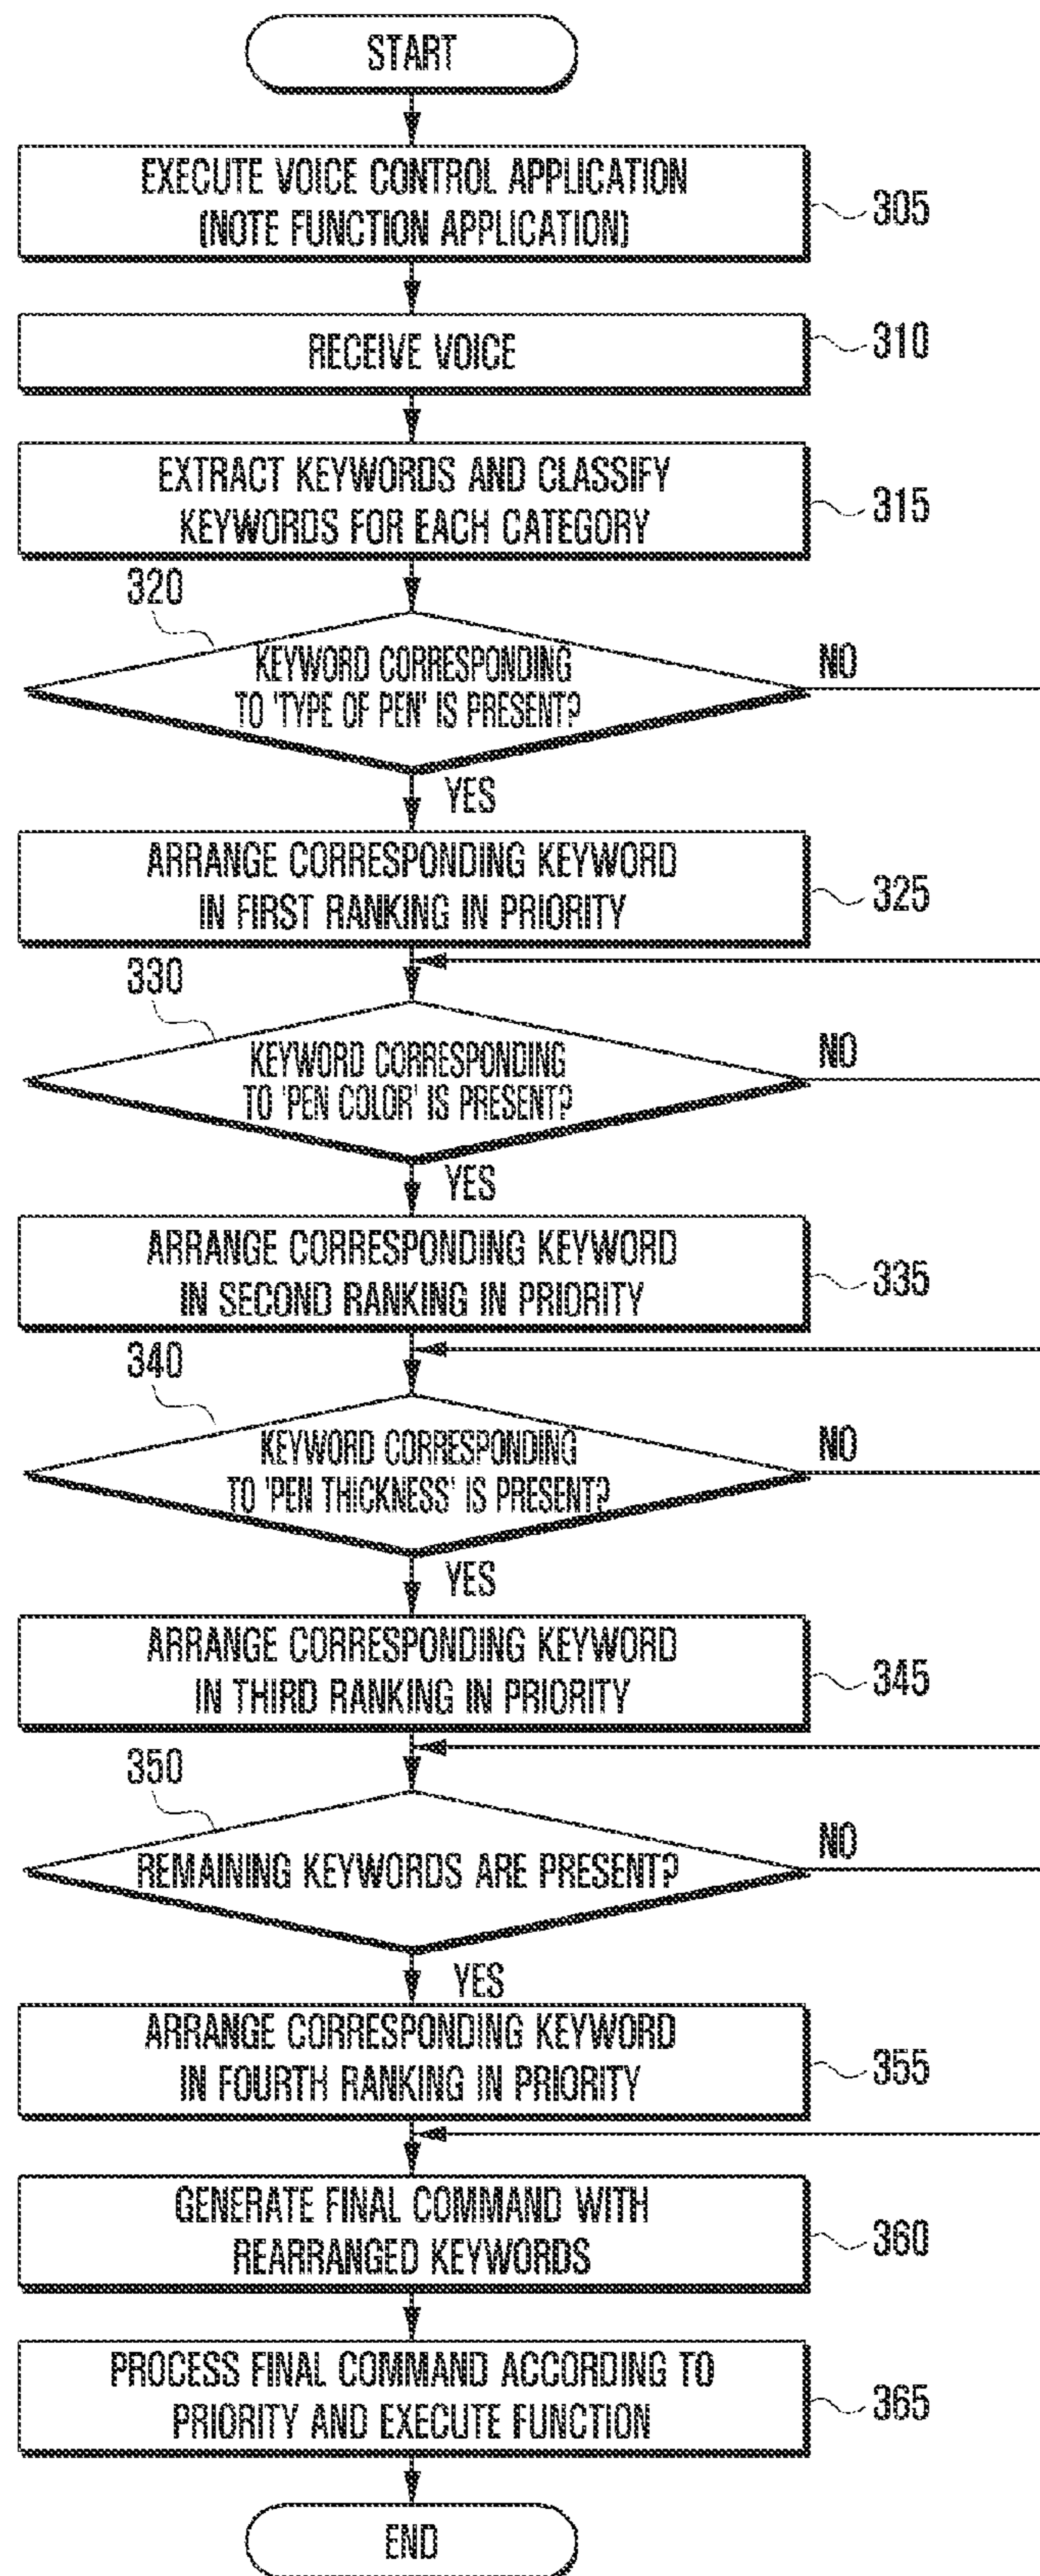 START
EXECUTE VOICE CONTROL APPLICATION
(NOTE FUNCTION APPLICATION)
305
RECEIVE VOICE
310
EXTRACT KEYWORDS AND CLASSIFY
KEYWORDS FOR EACH CATEGORY
315
320
KEYWORD CORRESPONDING
TO 'TYPE OF PEN' IS PRESENT?
NO
YES
ARRANGE CORRESPONDING KEYWORD
IN FIRST RANKING IN PRIORITY
325
330
KEYWORD CORRESPONDING
TO 'PEN COLOR' IS PRESENT?
NO
YES
ARRANGE CORRESPONDING KEYWORD
IN SECOND RANKING IN PRIORITY
335
340
KEYWORD CORRESPONDING
TO 'PEN THICKNESS' IS PRESENT?
NO
YES
ARRANGE CORRESPONDING KEYWORD
IN THIRD RANKING IN PRIORITY
345
350
REMAINING KEYWORDS ARE PRESENT?
NO
YES
ARRANGE CORRESPONDING KEYWORD
IN FOURTH RANKING IN PRIORITY
355
GENERATE FINAL COMMAND WITH
REARRANGED KEYWORDS
360
PROCESS FINAL COMMAND ACCORDING TO
PRIORITY AND EXECUTE FUNCTION
365
END